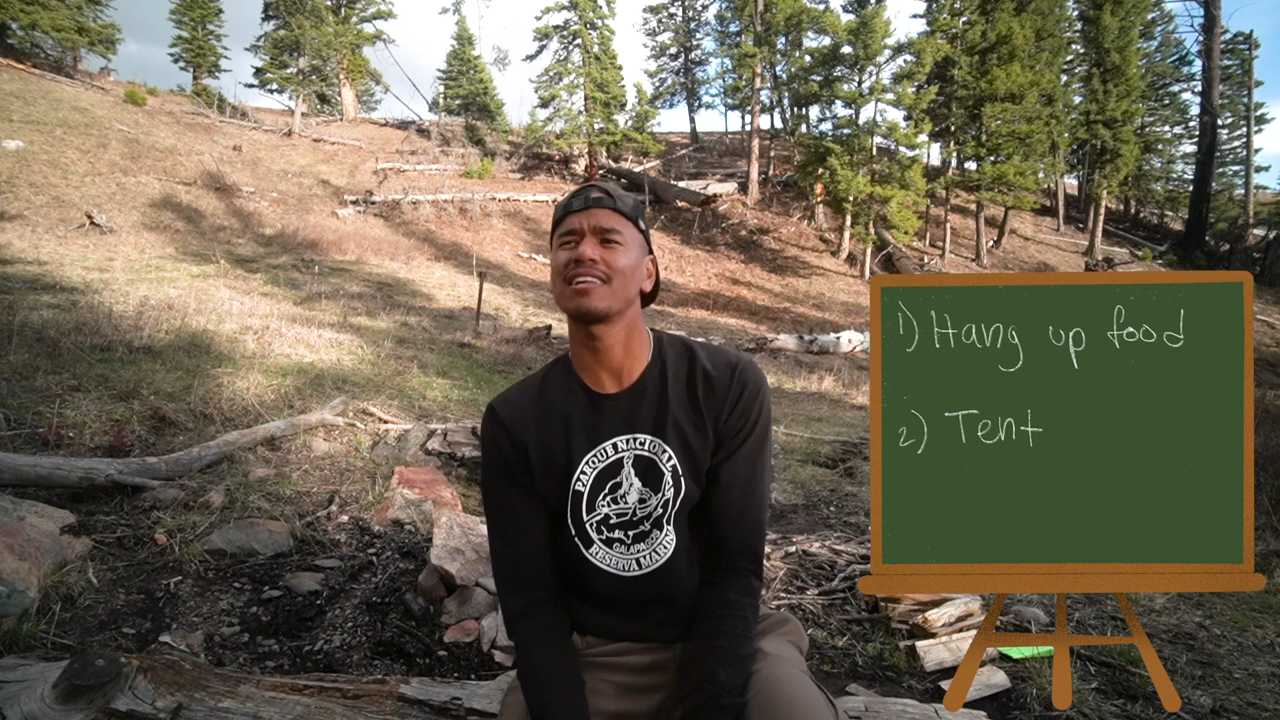 PARQUE NACIONAL
GALAPAGOS
RESERVA MARINA
1) Hang up food
2) Tent